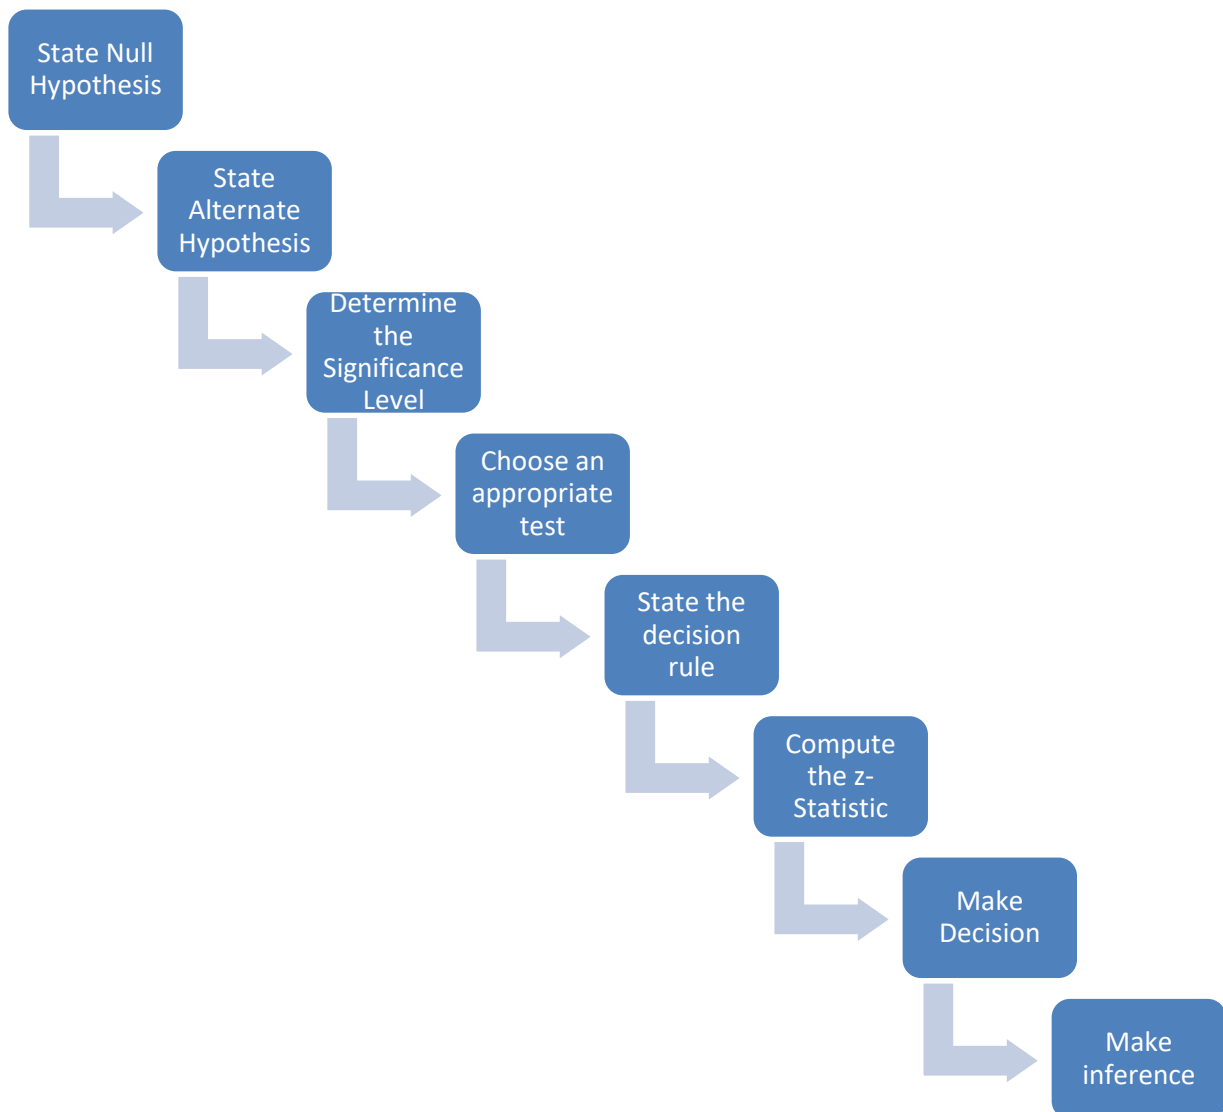 State Null
Hypothesis
State
Alternate
Hypothesis
Determine
the
Significance
Level
Choose an
appropriate
test
State the
decision
rule
Compute
the z-
Statistic
Make
Decision
Make
inference